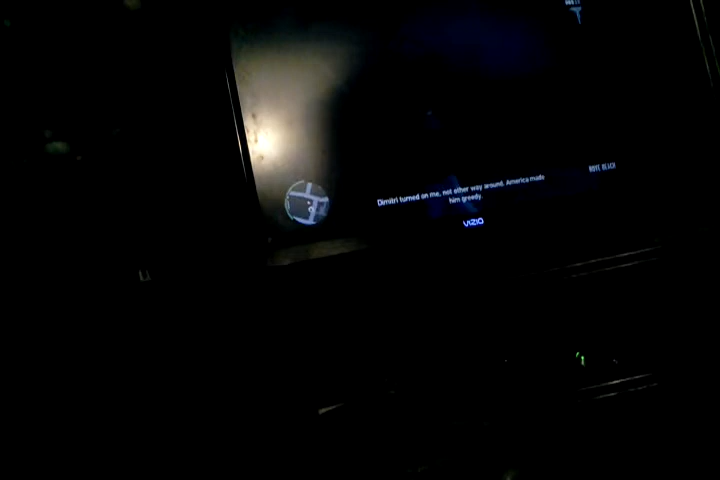 Dimitri turned on me, not other way around. America made
him greedy.
VIZIO